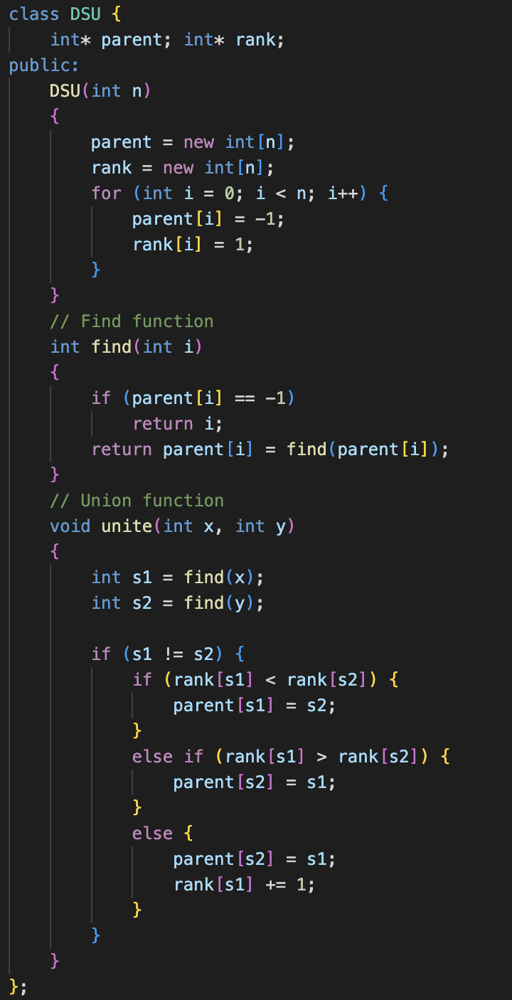 class DSU {
    int* parent; int* rank;
public:
    DSU(int n)
    {
        parent = new int[n];
        rank = new int[n];
        for (int i = 0; i < n; i++) {
            parent[i] = -1;
            rank[i] = 1;
        }
    }
    // Find function
    int find(int i)
    {
        if (parent[i] == -1)
            return i;
        return parent[i] = find(parent[i]);
    }
    // Union function
    void unite(int x, int y)
    {
        int s1 = find(x);
        int s2 = find(y);

        if (s1 != s2) {
            if (rank[s1] < rank[s2]) {
                parent[s1] = s2;
            }
            else if (rank[s1] > rank[s2]) {
                parent[s2] = s1;
            }
            else {
                parent[s2] = s1;
                rank[s1] += 1;
            }
        }
    }
};